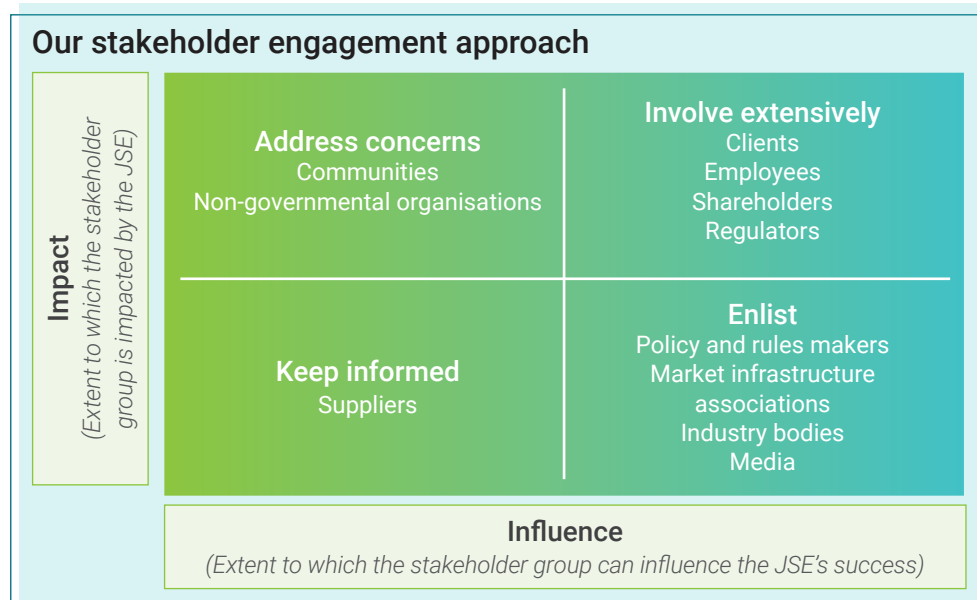 Our stakeholder engagement approach
Impact
(Extent to which the stakeholder
group is impacted by the JSE)
Address concerns
Communities
Non-governmental organisations
Involve extensively
Clients
Employees
Shareholders
Regulators
Keep informed
Suppliers
Enlist
Policy and rules makers
Market infrastructure
associations
Industry bodies
Media
Influence
(Extent to which the stakeholder group can influence the JSE’s success)